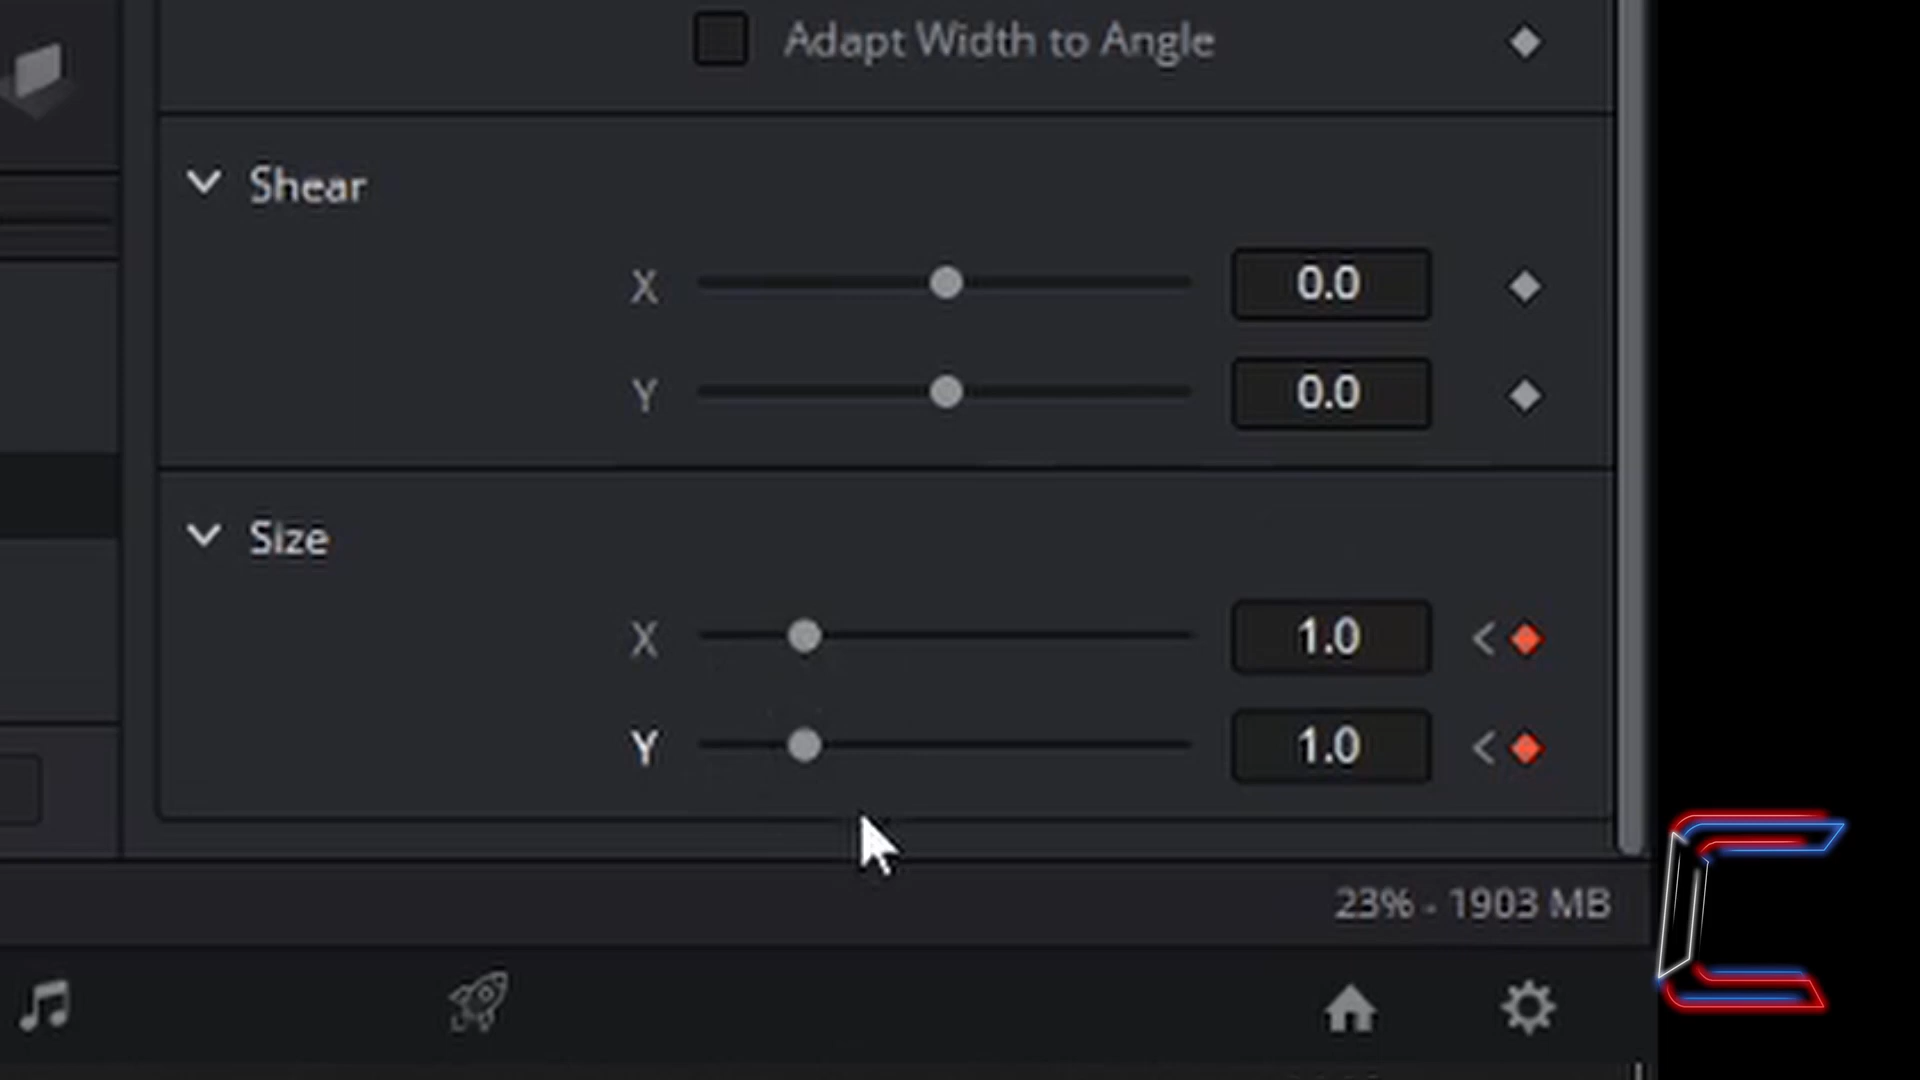 Adapt Width to Angle
Shear
X 0.0
Y 0.0
Size
X 1.0
Y 1.0
23% - 1903 MB